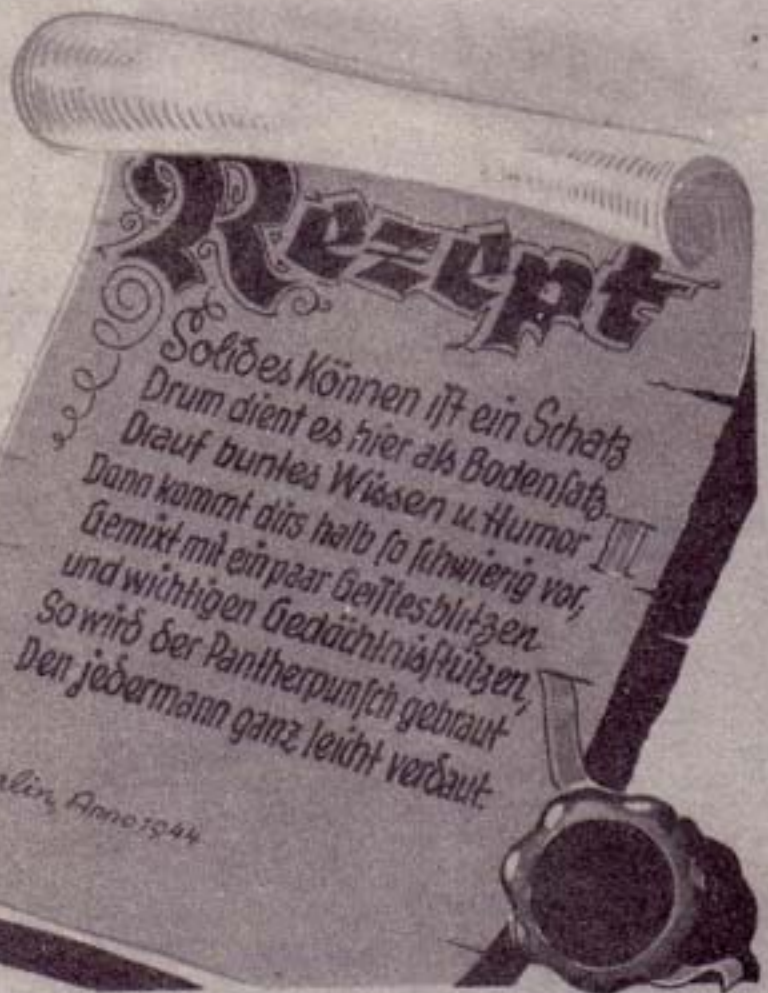 Rezept
Solides Können ist ein Schatz
Drum dient es hier als Bodensatz
Drauf buntes Wissen u. Humor
Dann kommt dirs halb so schwierig vor,
Gemixt mit ein paar Geistesblitzen
und wichtigen Gedächtnisstützen,
So wird der Pantherpunsch gebraut
Den jedermann ganz leicht verdaut.
lin, Anno 1944